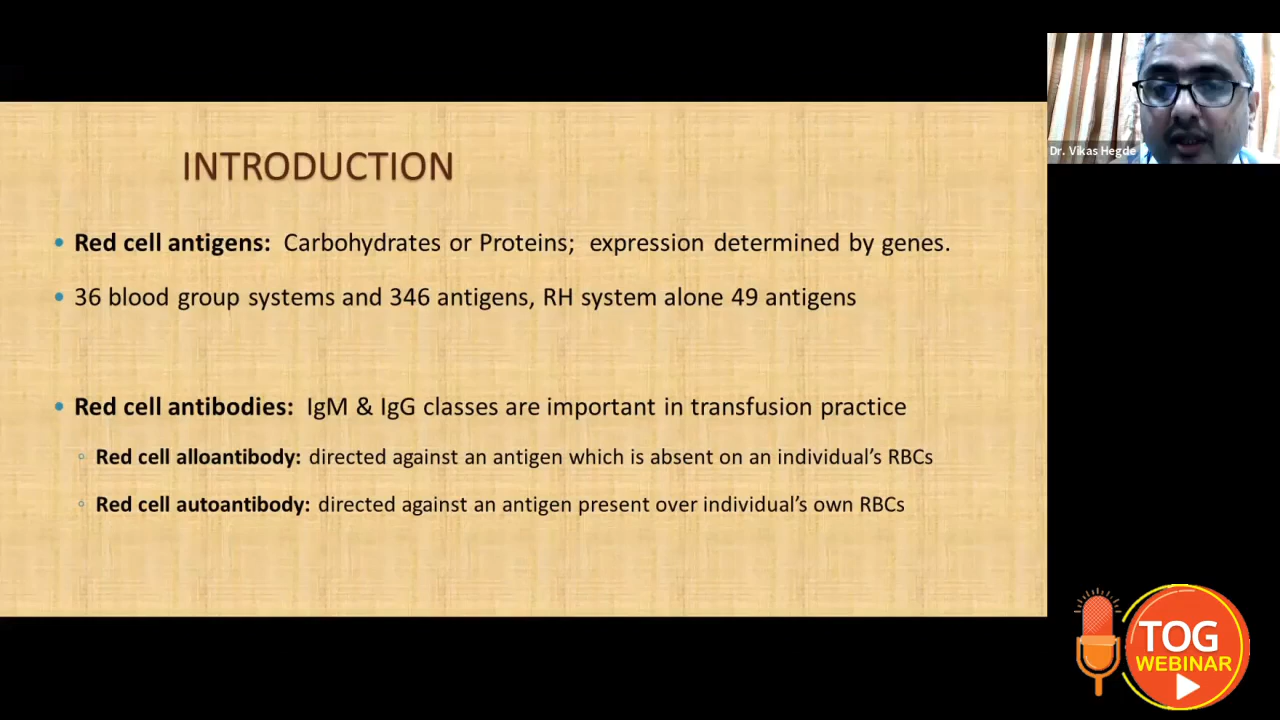 INTRODUCTION
Red cell antigens: Carbohydrates or Proteins; expression determined by genes.
36 blood group systems and 346 antigens, RH system alone 49 antigens
Red cell antibodies: IgM & IgG classes are important in transfusion practice
Red cell alloantibody: directed against an antigen which is absent on an individual's RBCs
Red cell autoantibody: directed against an antigen present over individual's own RBCs
Dr. Vikas Hegde
TOG
WEBINAR